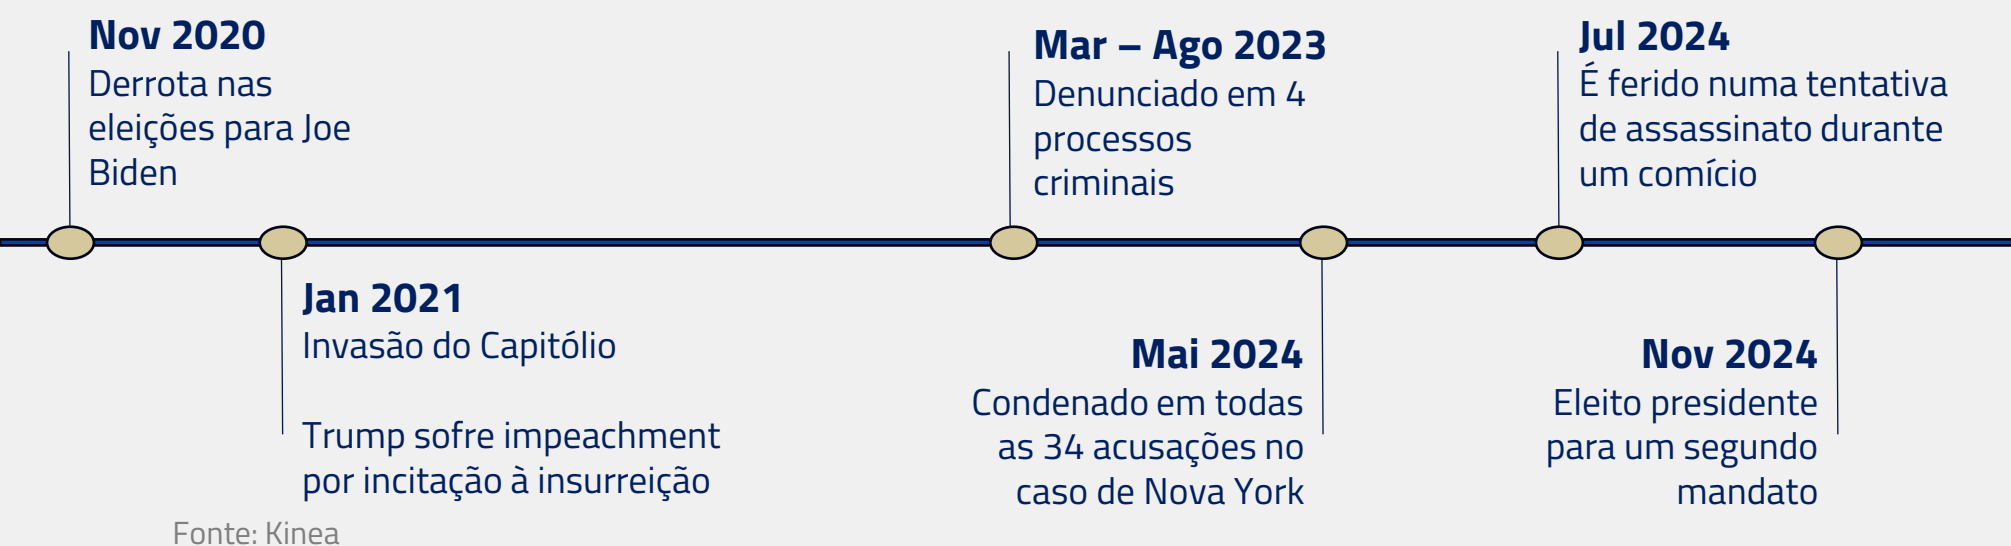 Nov 2020
Derrota nas
eleições para Joe
Biden
Jan 2021
Invasão do Capitólio
Trump sofre impeachment
por incitação à insurreição
Mar – Ago 2023
Denunciado em 4
processos
criminais
Mai 2024
Condenado em todas
as 34 acusações no
caso de Nova York
Jul 2024
É ferido numa tentativa
de assassinato durante
um comício
Nov 2024
Eleito presidente
para um segundo
mandato
Fonte: Kinea